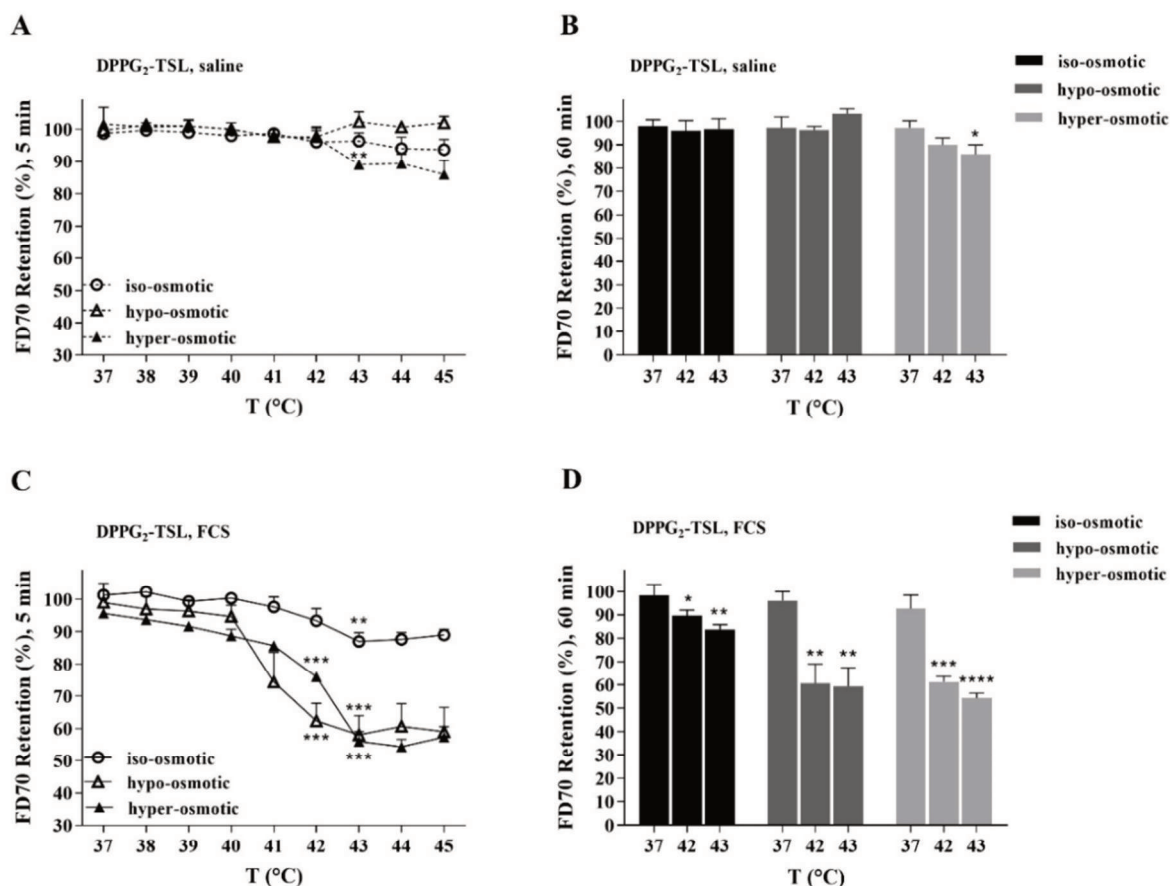 A
DPPG₂-TSL, saline
FD70 Retention (%), 5 min
100
90
80
70
60
50
40
30
**
iso-osmotic
hypo-osmotic
hyper-osmotic
37 38 39 40 41 42 43 44 45
T (°C)
B
DPPG₂-TSL, saline
iso-osmotic
hypo-osmotic
hyper-osmotic
FD70 Retention (%), 60 min
100
90
80
70
60
50
40
30
20
10
0
*
37 42 43 37 42 43 37 42 43
T (°C)
C
DPPG₂-TSL, FCS
FD70 Retention (%), 5 min
100
90
80
70
60
50
40
30
**
***
***
***
***
iso-osmotic
hypo-osmotic
hyper-osmotic
37 38 39 40 41 42 43 44 45
T (°C)
D
DPPG₂-TSL, FCS
iso-osmotic
hypo-osmotic
hyper-osmotic
FD70 Retention (%), 60 min
100
90
80
70
60
50
40
30
20
10
0
* ** ** ** *** ****
37 42 43 37 42 43 37 42 43
T (°C)